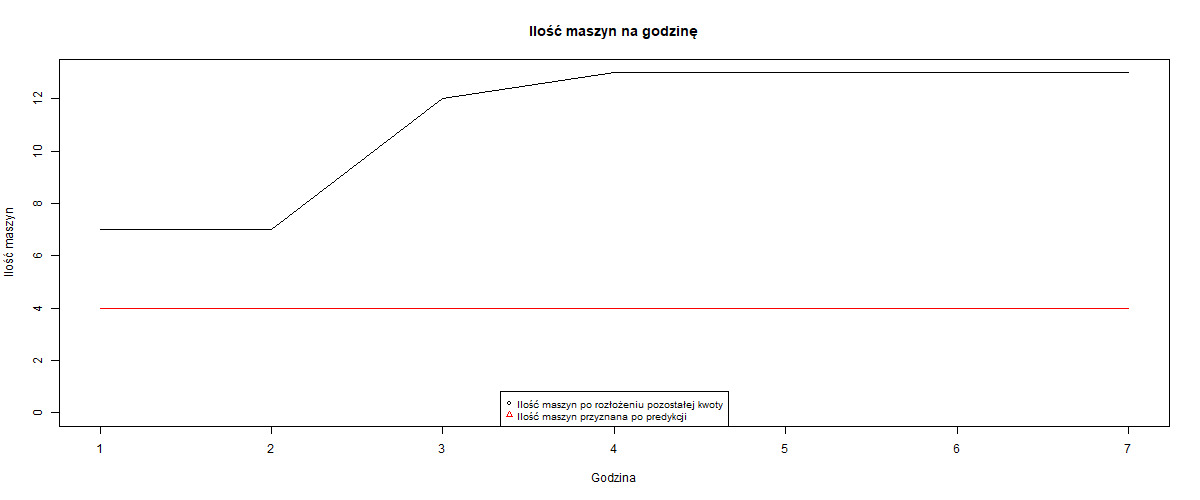 Ilość maszyn na godzinę
Ilość maszyn
12
10
8
6
4
2
0
Ilość maszyn po rozłożeniu pozostałej kwoty
Ilość maszyn przyznana po predykcji
1 2 3 4 5 6 7
Godzina